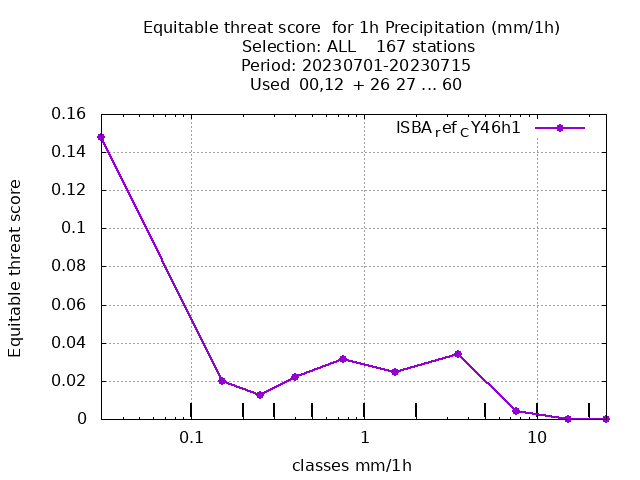 Equitable threat score  for 1h Precipitation (mm/1h)
Selection: ALL    167 stations
Period: 20230701-20230715
Used  00,12  + 26 27 ... 60
ISBA_ref_CY46h1
Equitable threat score
0.16
0.14
0.12
0.1
0.08
0.06
0.04
0.02
0
0.1
1
10
classes mm/1h